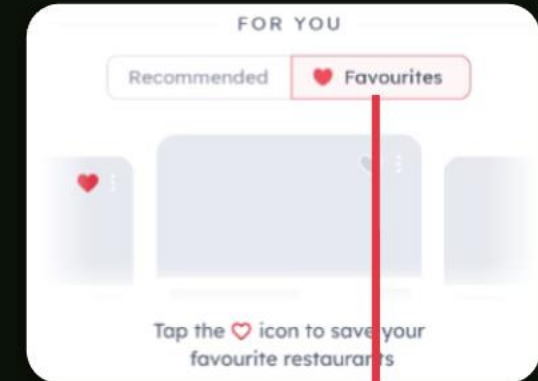 FOR YOU
Recommended
Favourites
Tap the icon to save your
favourite restaurants